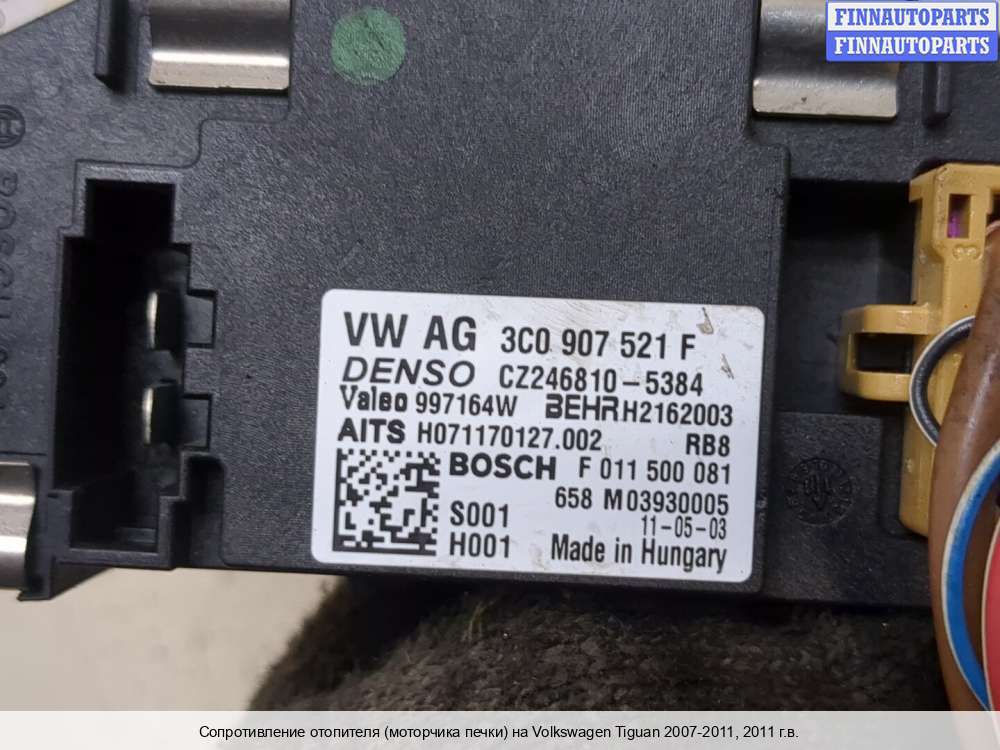 FINNAUTOPARTS
FINNAUTOPARTS
BOSCH
VW AG 3C0 907 521 F
DENSO CZ246810-5384
Valeo 997164W BEHR H2162003
AITS H071170127.002 RB8
BOSCH F 011 500 081
658 M03930005
S001 11-05-03
H001 Made in Hungary
3
Сопротивление отопителя (моторчика печки) на Volkswagen Tiguan 2007-2011, 2011 г.в.